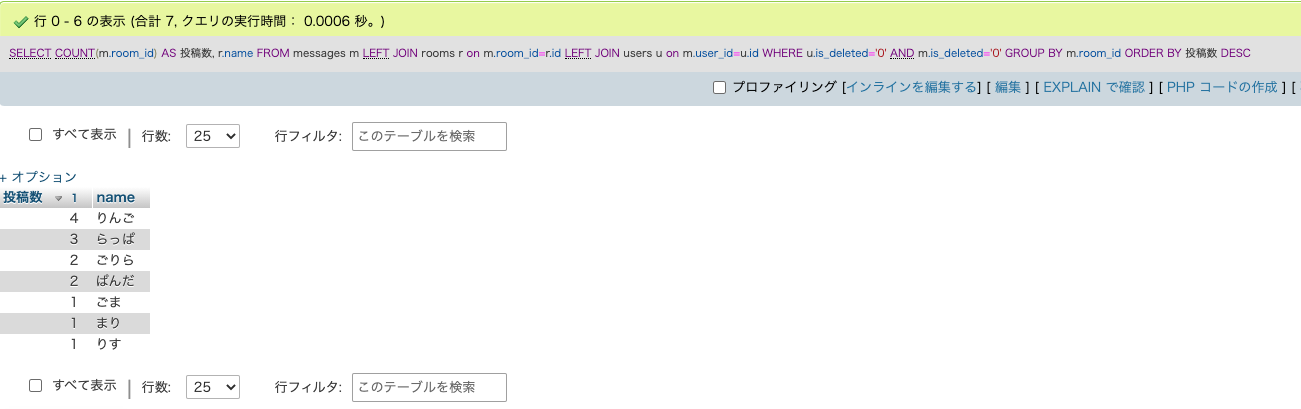 行 0 - 6 の表示 (合計 7, クエリの実行時間： 0.0006 秒。)
SELECT COUNT(m.room_id) AS 投稿数, r.name FROM messages m LEFT JOIN rooms r on m.room_id=r.id LEFT JOIN users u on m.user_id=u.id WHERE u.is_deleted='0' AND m.is_deleted='0' GROUP BY m.room_id ORDER BY 投稿数 DESC
プロファイリング [インラインを編集する] [ 編集 ] [ EXPLAIN で確認 ] [ PHP コードの作成 ] [
すべて表示 | 行数: 25 行フィルタ: このテーブルを検索
+ オプション
投稿数 1 name
4 りんご
3 らっぱ
2 ごりら
2 ぱんだ
1 ごま
1 まり
1 りす
すべて表示 | 行数: 25 行フィルタ: このテーブルを検索